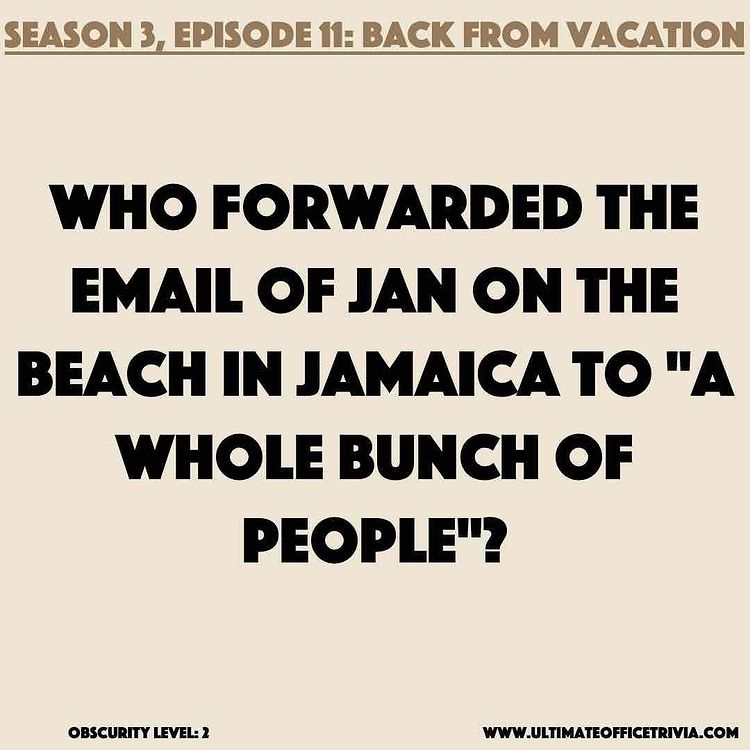 SEASON 3, EPISODE 11: BACK FROM VACATION
WHO FORWARDED THE
EMAIL OF JAN ON THE
BEACH IN JAMAICA TO "A
WHOLE BUNCH OF
PEOPLE"?
OBSCURITY LEVEL: 2
WWW.ULTIMATEOFFICETRIVIA.COM